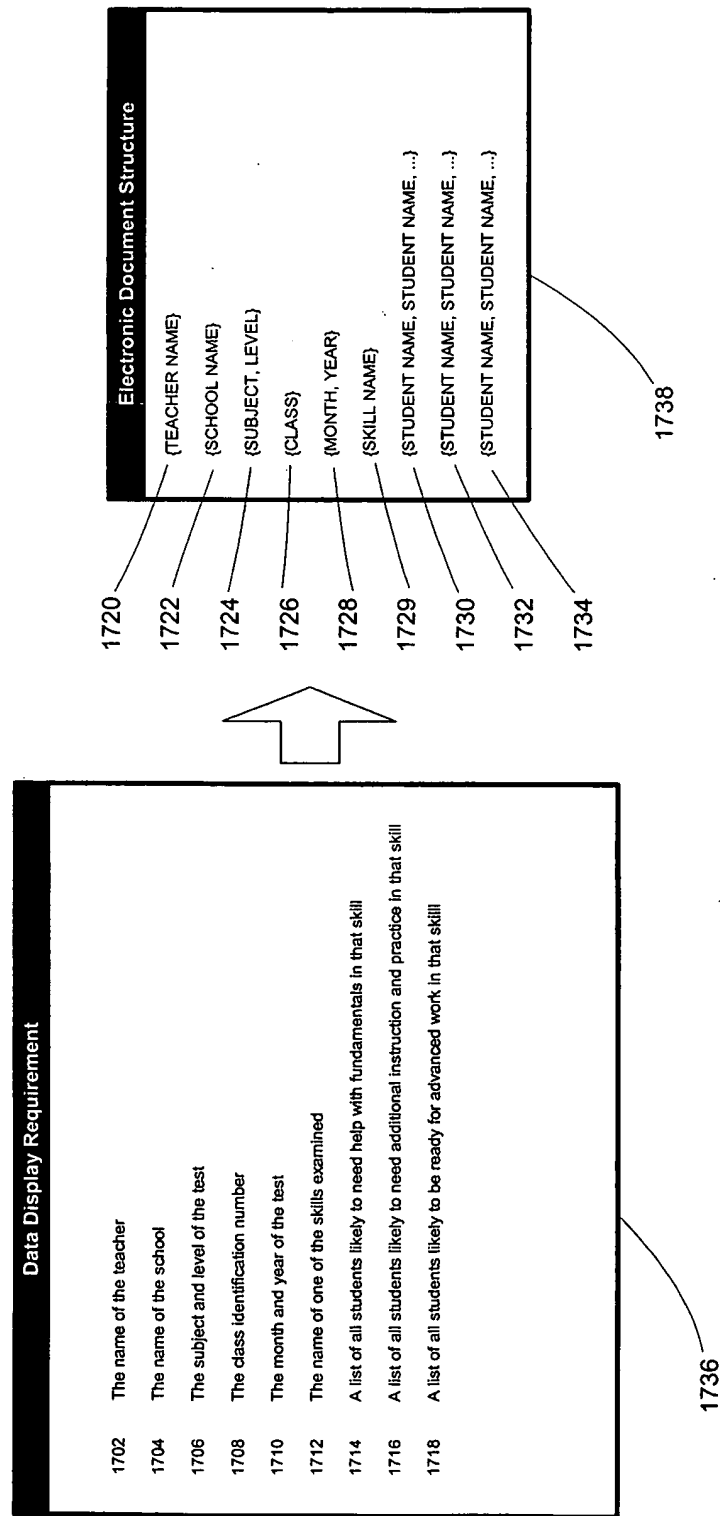 Data Display Requirement
1702 The name of the teacher
1704 The name of the school
1706 The subject and level of the test
1708 The class identification number
1710 The month and year of the test
1712 The name of one of the skills examined
1714 A list of all students likely to need help with fundamentals in that skill
1716 A list of all students likely to need additional instruction and practice in that skill
1718 A list of all students likely to be ready for advanced work in that skill
1736
Electronic Document Structure
1720 {TEACHER NAME}
1722 {SCHOOL NAME}
1724 {SUBJECT, LEVEL}
1726 {CLASS}
1728 {MONTH, YEAR}
1729 {SKILL NAME}
1730 {STUDENT NAME, STUDENT NAME, ...}
1732 {STUDENT NAME, STUDENT NAME, ...}
1734 {STUDENT NAME, STUDENT NAME, ...}
1738